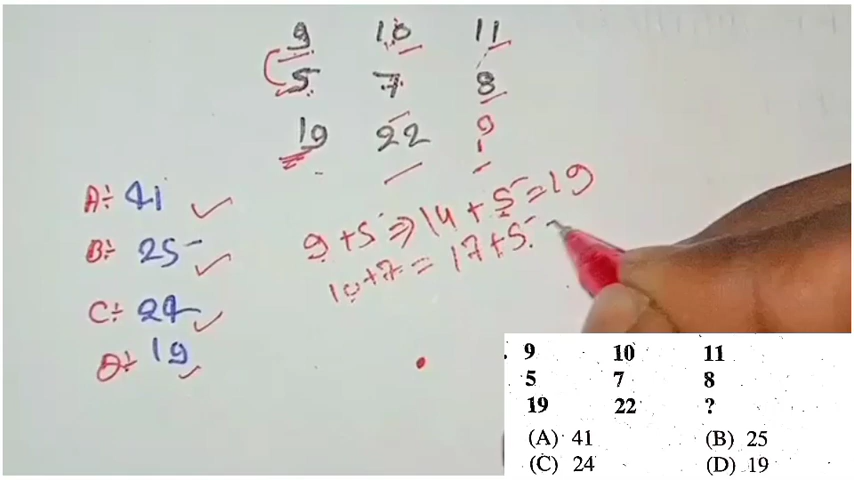 9 10 11
5 7 8
19 22 ?
A÷ 41
B÷ 25
C÷ 24
D÷ 19
9+5 ⇒ 14+5=19
10+7 = 17+5
9 10 11
5 7 8
19 22 ?
(A) 41 (B) 25
(C) 24 (D) 19